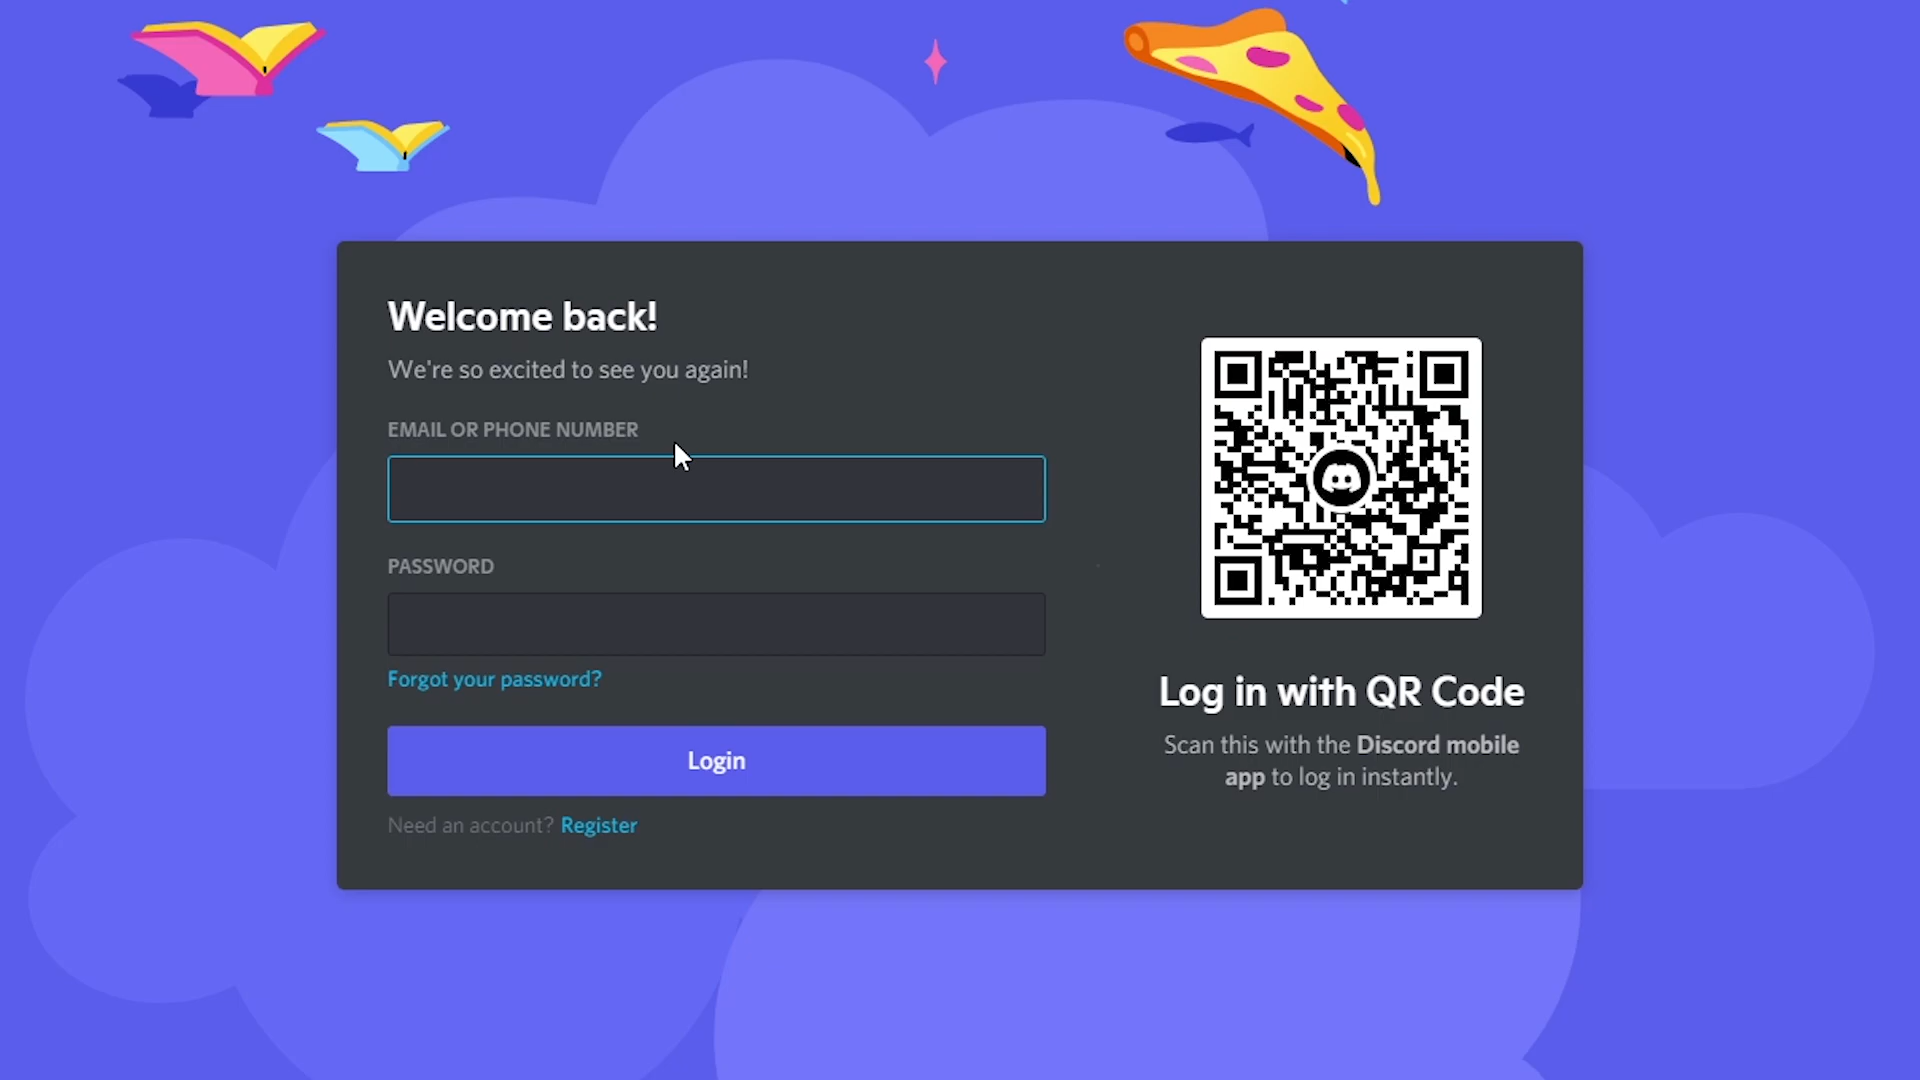 Welcome back!
We're so excited to see you again!
EMAIL OR PHONE NUMBER
PASSWORD
Forgot your password?
Login
Need an account? Register
Log in with QR Code
Scan this with the Discord mobile
app to log in instantly.